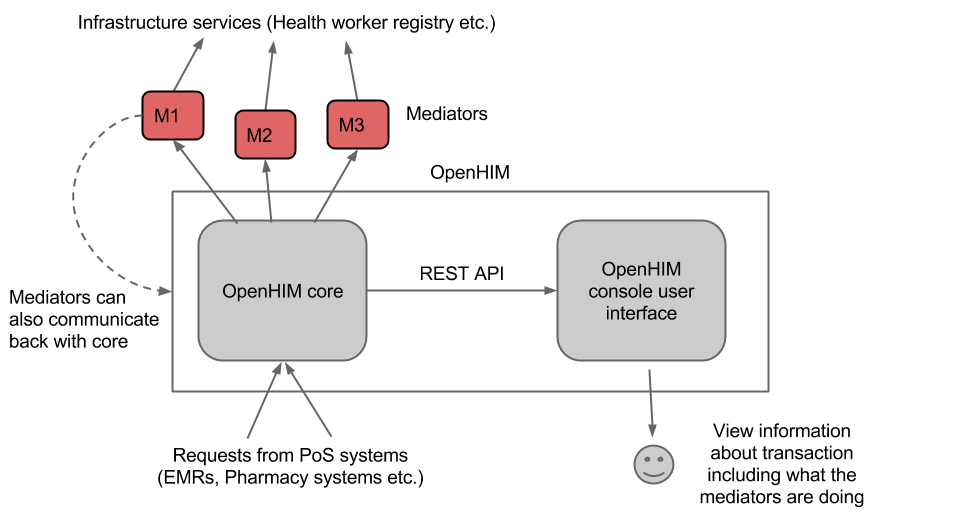 Infrastructure services (Health worker registry etc.)
M1
M2
M3
Mediators
OpenHIM
OpenHIM core
REST API
OpenHIM
console user
interface
Mediators can
also communicate
back with core
Requests from PoS systems
(EMRs, Pharmacy systems etc.)
View information
about transaction
including what the
mediators are doing